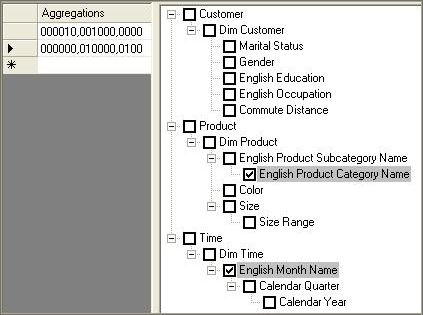 Aggregations
000010,001000,0000
000000,010000,0100
Customer
Dim Customer
Marital Status
Gender
English Education
English Occupation
Commute Distance
Product
Dim Product
English Product Subcategory Name
English Product Category Name
Color
Size
Size Range
Time
Dim Time
English Month Name
Calendar Quarter
Calendar Year